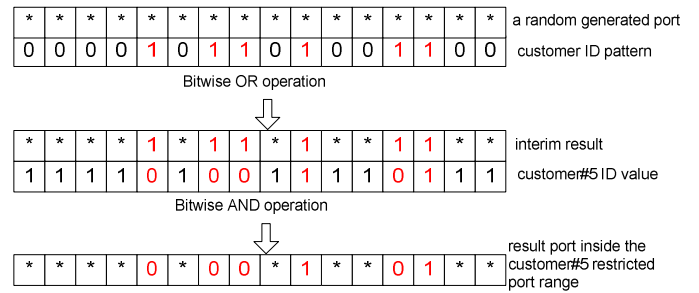 * * * * * * * * * * * * * * * * a random generated port
0 0 0 0 1 0 1 1 0 1 0 0 1 1 0 0 customer ID pattern
Bitwise OR operation
* * * * 1 * 1 1 * 1 * * 1 1 * * interim result
1 1 1 1 0 1 0 0 1 1 1 1 0 1 1 1 customer#5 ID value
Bitwise AND operation
* * * * 0 * 0 0 * 1 * * 0 1 * * result port inside the
customer#5 restricted
port range